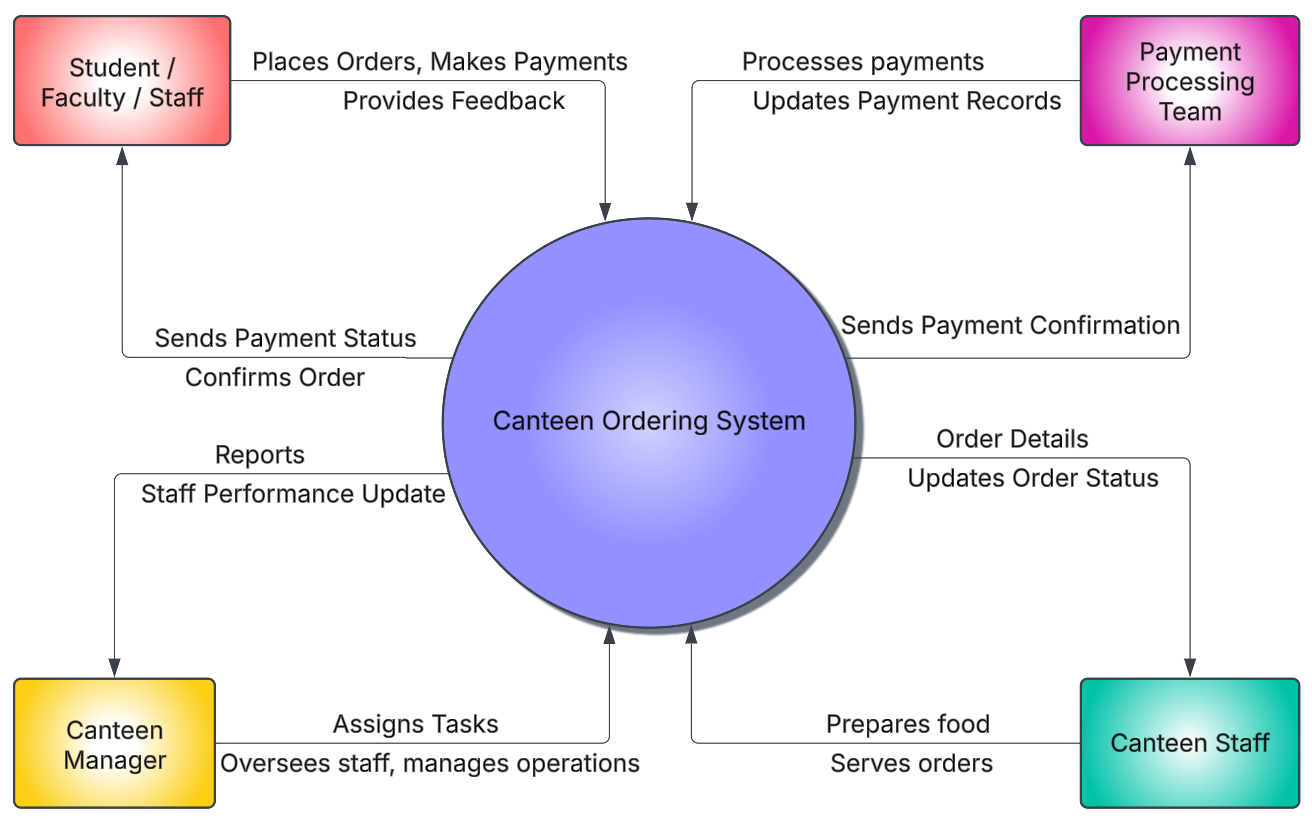 Student /
Faculty / Staff
Places Orders, Makes Payments
Provides Feedback
Processes payments
Updates Payment Records
Payment
Processing
Team
Sends Payment Status
Confirms Order
Sends Payment Confirmation
Canteen Ordering System
Reports
Staff Performance Update
Order Details
Updates Order Status
Canteen
Manager
Assigns Tasks
Oversees staff, manages operations
Prepares food
Serves orders
Canteen Staff